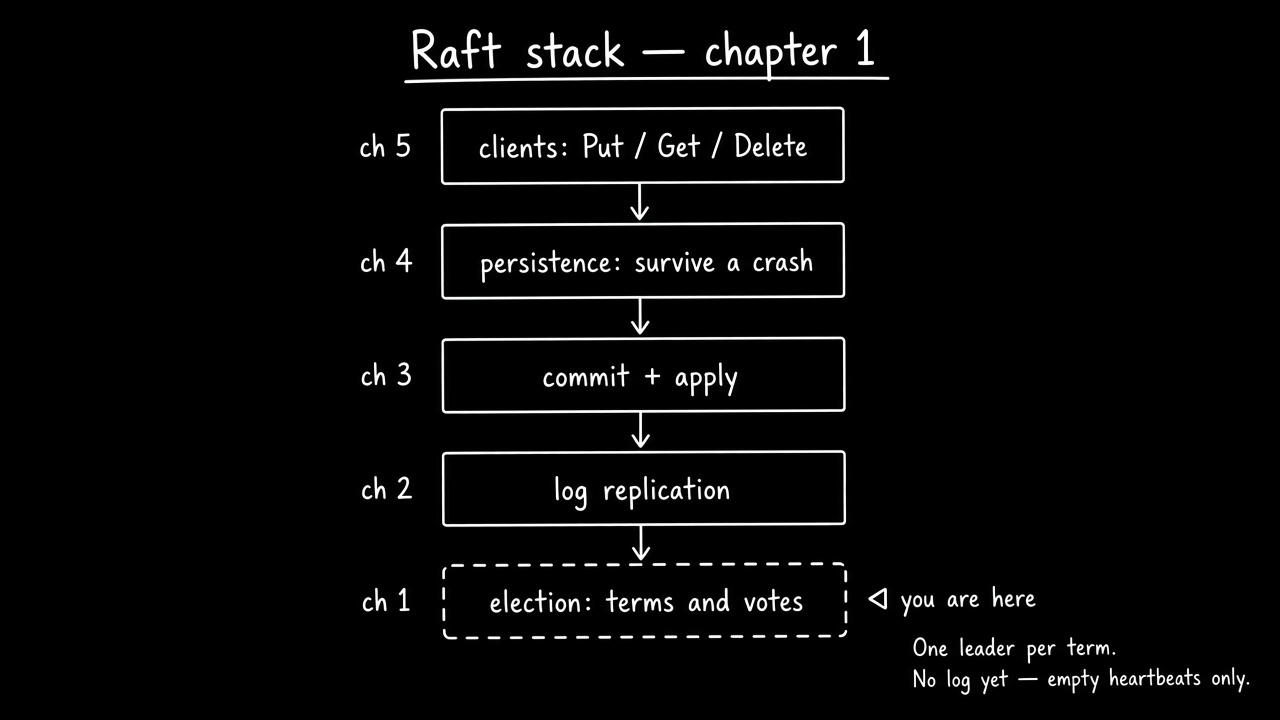 Raft stack — chapter 1
ch 5
clients: Put / Get / Delete
ch 4
persistence: survive a crash
ch 3
commit + apply
ch 2
log replication
ch 1
election: terms and votes
you are here
One leader per term.
No log yet — empty heartbeats only.